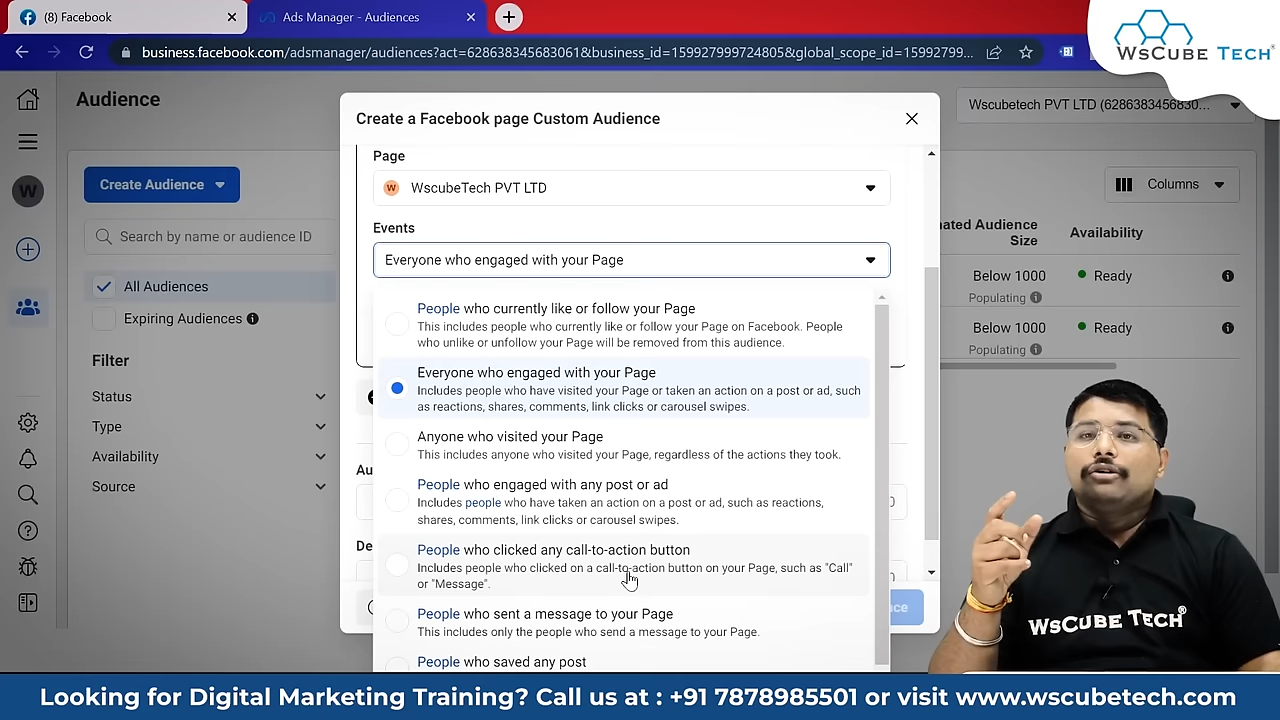 (8) Facebook
Ads Manager - Audiences
business.facebook.com/adsmanager/audiences?act=628638345683061&business_id=159927999724805&global_scope_id=15992799...
WsCube Tech®
Audience
Wscubetech PVT LTD (6286383456830...
Create Audience
Columns
Search by name or audience ID
All Audiences
Expiring Audiences
Filter
Status
Type
Availability
Source
W
Create a Facebook page Custom Audience
Page
W WscubeTech PVT LTD
Events
Everyone who engaged with your Page
People who currently like or follow your Page
This includes people who currently like or follow your Page on Facebook. People
who unlike or unfollow your Page will be removed from this audience.
Everyone who engaged with your Page
Includes people who have visited your Page or taken an action on a post or ad, such
as reactions, shares, comments, link clicks or carousel swipes.
Anyone who visited your Page
This includes anyone who visited your Page, regardless of the actions they took.
People who engaged with any post or ad
Includes people who have taken an action on a post or ad, such as reactions,
shares, comments, link clicks or carousel swipes.
People who clicked any call-to-action button
Includes people who clicked on a call-to-action button on your Page, such as "Call"
or "Message".
People who sent a message to your Page
This includes only the people who send a message to your Page.
People who saved any post
Au
De
nce
ated Audience
Size
Availability
Below 1000
Ready
Populating
Below 1000
Ready
Populating
WsCube Tech®
Looking for Digital Marketing Training? Call us at : +91 7878985501 or visit www.wscubetech.com